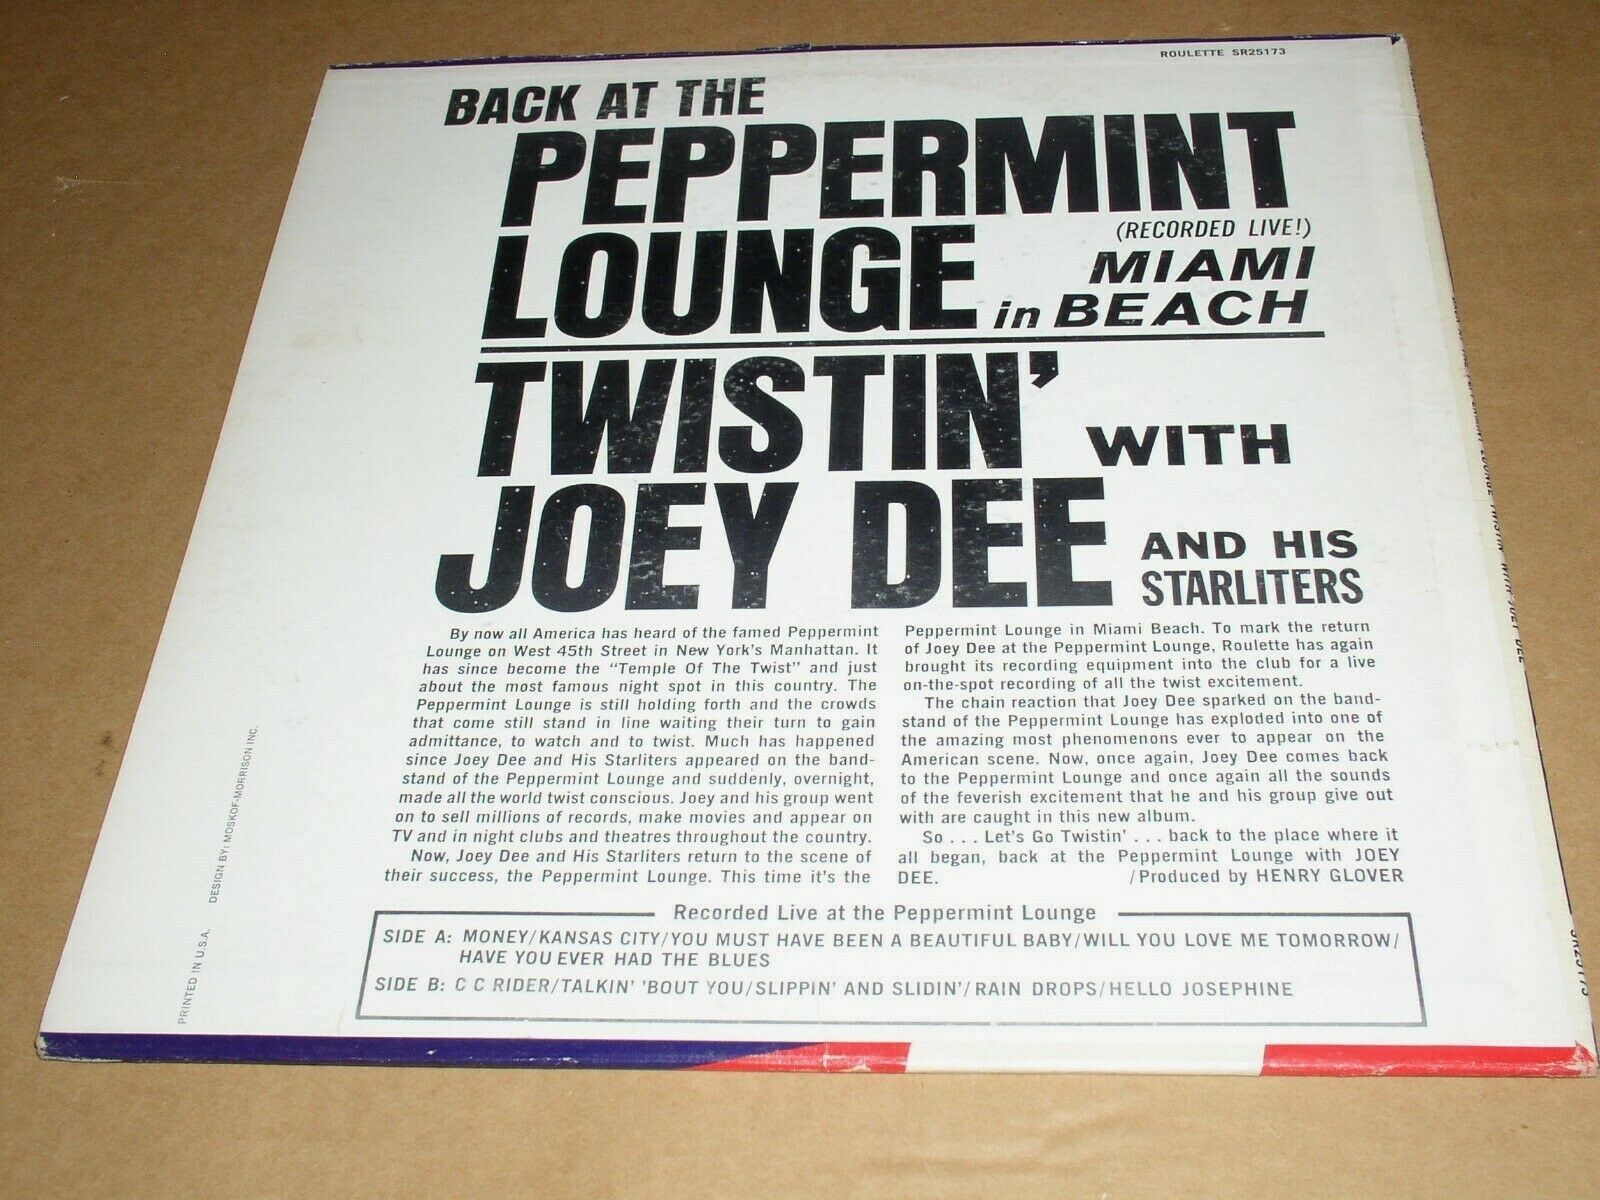 ROULETTE SR25173
BACK AT THE
PEPPERMINT
LOUNGE
(RECORDED LIVE!)
MIAMI
in BEACH
TWISTIN' WITH
JOEY DEE
AND HIS
STARLITERS
By now all America has heard of the famed Peppermint
Lounge on West 45th Street in New York's Manhattan. It
has since become the "Temple Of The Twist" and just
about the most famous night spot in this country. The
Peppermint Lounge is still holding forth and the crowds
that come still stand in line waiting their turn to gain
admittance, to watch and to twist. Much has happened
since Joey Dee and His Starliters appeared on the band-
stand of the Peppermint Lounge and suddenly, overnight,
made all the world twist conscious. Joey and his group went
on to sell millions of records, make movies and appear on
TV and in night clubs and theatres throughout the country.
Now, Joey Dee and His Starliters return to the scene of
their success, the Peppermint Lounge. This time it's the
Peppermint Lounge in Miami Beach. To mark the return
of Joey Dee at the Peppermint Lounge, Roulette has again
brought its recording equipment into the club for a live
on-the-spot recording of all the twist excitement.
The chain reaction that Joey Dee sparked on the band-
stand of the Peppermint Lounge has exploded into one of
the amazing most phenomenons ever to appear on the
American scene. Now, once again, Joey Dee comes back
to the Peppermint Lounge and once again all the sounds
of the feverish excitement that he and his group give out
with are caught in this new album.
So . . . Let's Go Twistin' . . . back to the place where it
all began, back at the Peppermint Lounge with JOEY
DEE. /Produced by HENRY GLOVER
Recorded Live at the Peppermint Lounge
SIDE A: MONEY/KANSAS CITY/YOU MUST HAVE BEEN A BEAUTIFUL BABY/WILL YOU LOVE ME TOMORROW/
HAVE YOU EVER HAD THE BLUES
SIDE B: C C RIDER/TALKIN' 'BOUT YOU/SLIPPIN' AND SLIDIN'/RAIN DROPS/HELLO JOSEPHINE
PRINTED IN U.S.A. DESIGN BY: MOSKOF-MORRISON INC.